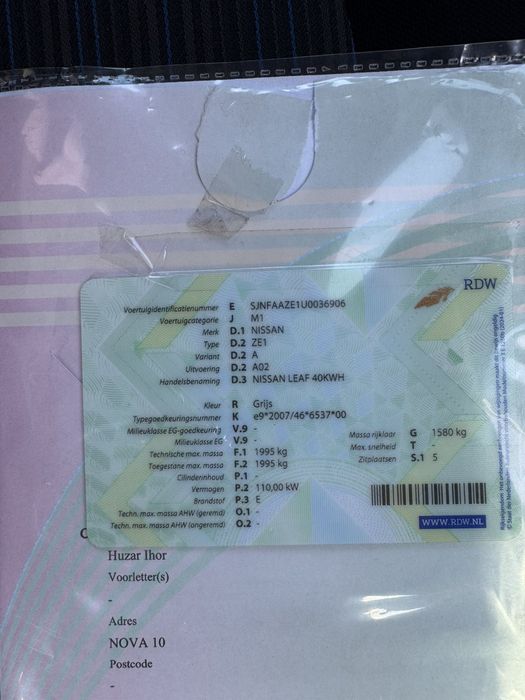 RDW
Voertuigidentificatienummer E SJNFAAZE1U0036906
Voertuigcategorie J M1
Merk D.1 NISSAN
Type D.2 ZE1
Variant D.2 A
Uitvoering D.2 A02
Handelsbenaming D.3 NISSAN LEAF 40KWH
Kleur R Grijs
Typegoedkeuringsnummer K e9*2007/46*6537*00
Milieuklasse EG-goedkeuring V.9 -
Milieuklasse EG V.9 -
Massa rijklaar G 1580 kg
Technische max. massa F.1 1995 kg
Max. snelheid T -
Toegestane max. massa F.2 1995 kg
Zitplaatsen S.1 5
Cilinderinhoud P.1 -
Vermogen P.2 110,00 kW
Brandstof P.3 E
Techn. max. massa AHW (geremd) O.1 -
Techn. max. massa AHW (ongeremd) O.2 -
WWW.RDW.NL
Huzar Ihor
Voorletter(s)
-
Adres
NOVA 10
Postcode
-